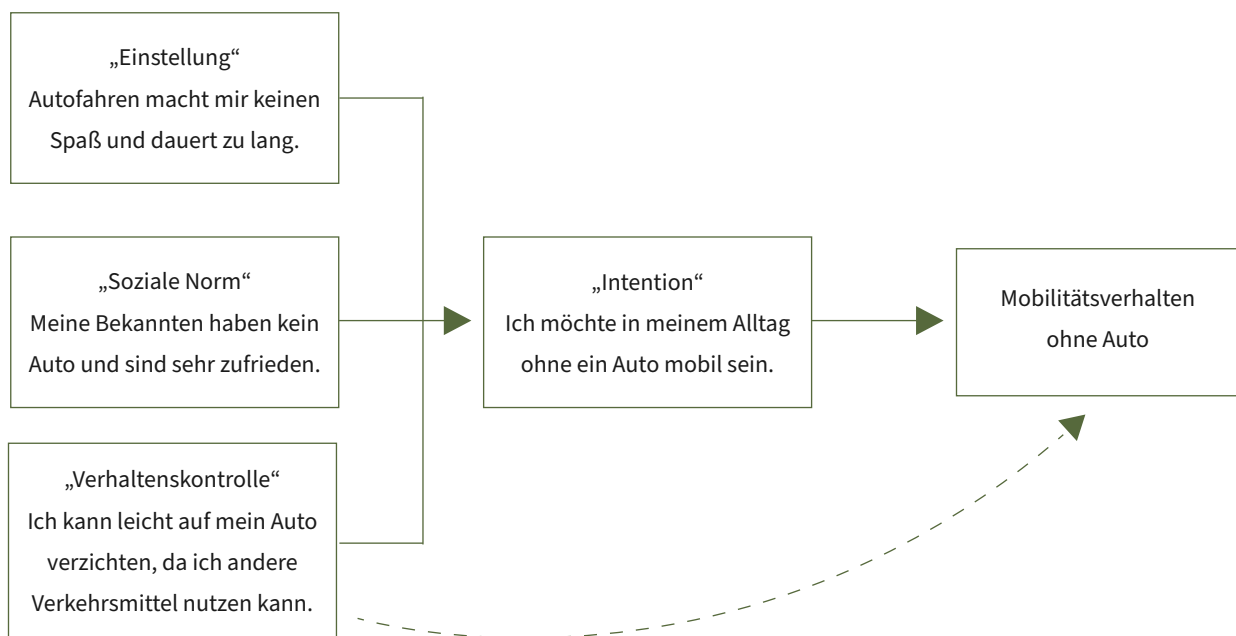 „Einstellung“
Autofahren macht mir keinen
Spaß und dauert zu lang.
„Soziale Norm“
Meine Bekannten haben kein
Auto und sind sehr zufrieden.
„Verhaltenskontrolle“
Ich kann leicht auf mein Auto
verzichten, da ich andere
Verkehrsmittel nutzen kann.
„Intention“
Ich möchte in meinem Alltag
ohne ein Auto mobil sein.
Mobilitätsverhalten
ohne Auto